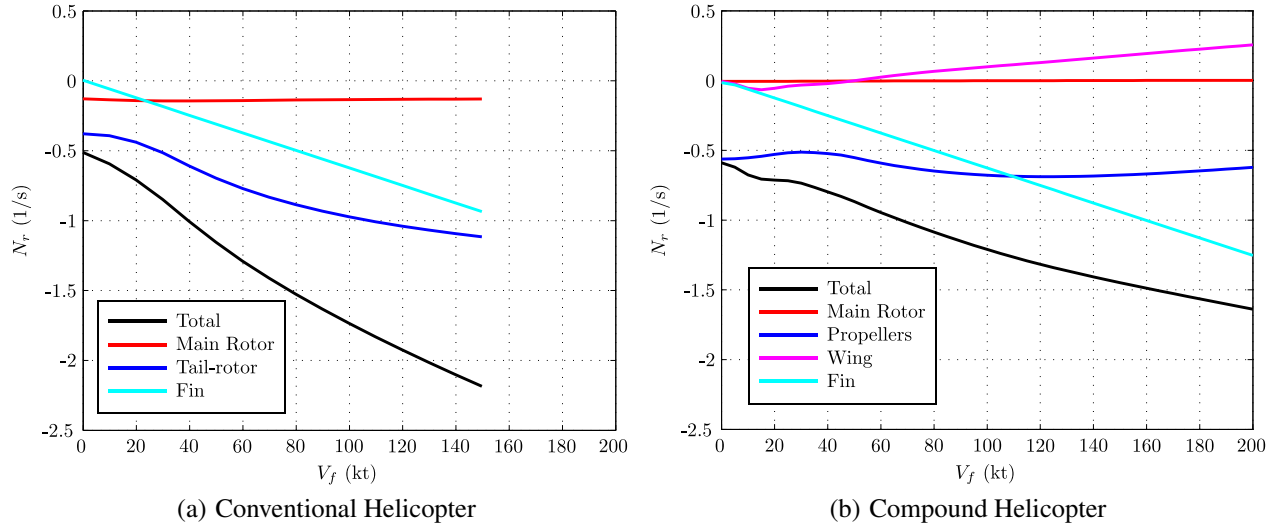 0.5
0
-0.5
-1
-1.5
-2
-2.5
N_r (1/s)
0 20 40 60 80 100 120 140 160 180 200
V_f (kt)
Total
Main Rotor
Tail-rotor
Fin
(a) Conventional Helicopter
0.5
0
-0.5
-1
-1.5
-2
-2.5
N_r (1/s)
0 20 40 60 80 100 120 140 160 180 200
V_f (kt)
Total
Main Rotor
Propellers
Wing
Fin
(b) Compound Helicopter